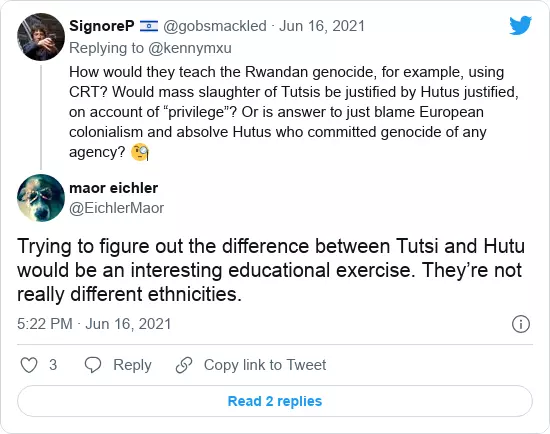 SignoreP 🇮🇱 @gobsmackled · Jun 16, 2021
Replying to @kennymxu
How would they teach the Rwandan genocide, for example, using
CRT? Would mass slaughter of Tutsis be justified by Hutus justified,
on account of “privilege”? Or is answer to just blame European
colonialism and absolve Hutus who committed genocide of any
agency? 🧐
maor eichler
@EichlerMaor
Trying to figure out the difference between Tutsi and Hutu
would be an interesting educational exercise. They’re not
really different ethnicities.
5:22 PM · Jun 16, 2021
3 Reply Copy link to Tweet
Read 2 replies